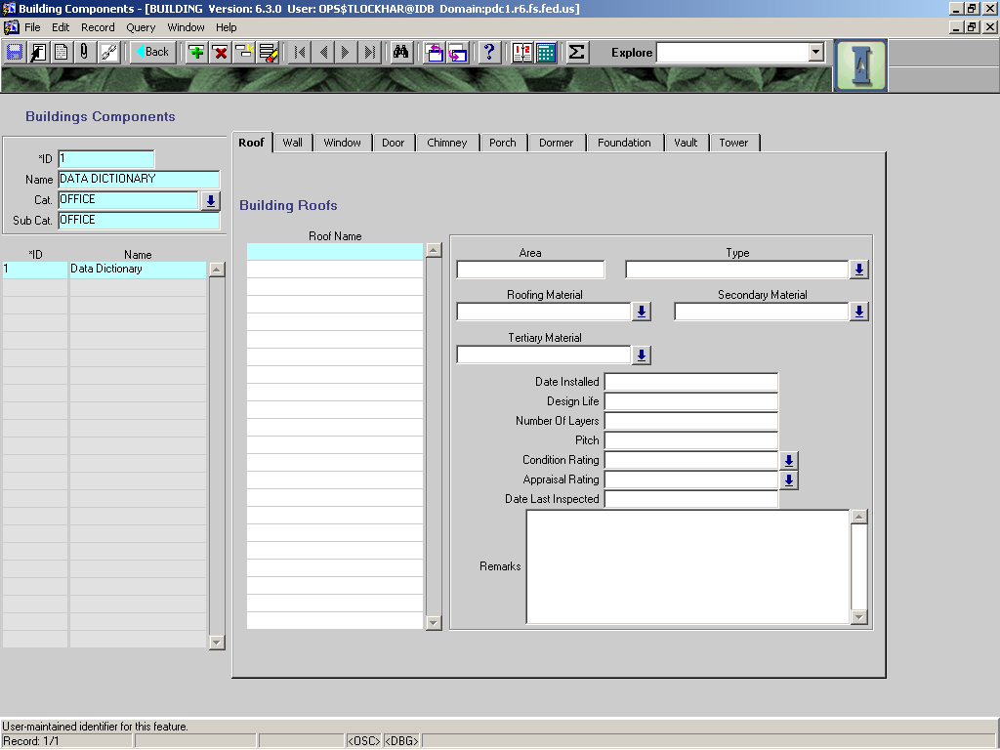 Building Components - [BUILDING Version: 6.3.0 User: OPS$TLOCKHAR@IDB Domain:pdc1.r6.fs.fed.us]
File Edit Record Query Window Help
Back Explore
Buildings Components
*ID 1
Name DATA DICTIONARY
Cat. OFFICE
Sub Cat. OFFICE
*ID Name
1 Data Dictionary
Roof Wall Window Door Chimney Porch Dormer Foundation Vault Tower
Building Roofs
Roof Name
Area Type
Roofing Material Secondary Material
Tertiary Material
Date Installed
Design Life
Number Of Layers
Pitch
Condition Rating
Appraisal Rating
Date Last Inspected
Remarks
User-maintained identifier for this feature.
Record: 1/1 <OSC> <DBG>